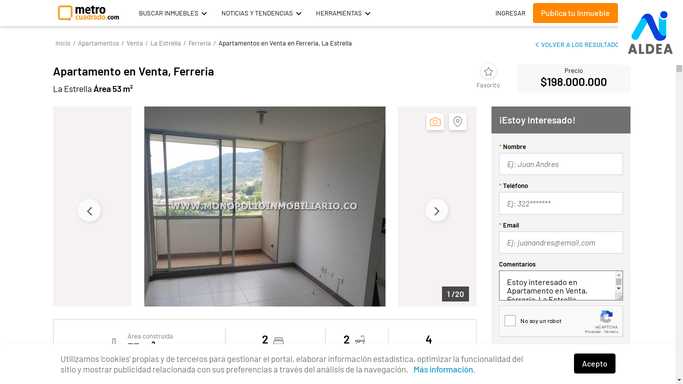 metro
cuadrado.com
BUSCAR INMUEBLES
NOTICIAS Y TENDENCIAS
HERRAMIENTAS
INGRESAR
Publica tu inmueble
ALDEA
Inicio / Apartamentos / Venta / La Estrella / Ferreria / Apartamentos en Venta en Ferreria, La Estrella
VOLVER A LOS RESULTADO
Apartamento en Venta, Ferreria
La Estrella Área 53 m²
Favorito
Precio
$198.000.000
WWW.MONOPOLIOINMOBILIARIO.CO
1 / 20
¡Estoy Interesado!
* Nombre
Ej: Juan Andres
* Teléfono
Ej: 322*******
* Email
Ej: juanandres@email.com
Comentarios
Estoy interesado en
Apartamento en Venta,
Ferreria, La Estrella
No soy un robot
reCAPTCHA
Privacidad - Términos
Área construida
2
2
4
Utilizamos 'cookies' propias y de terceros para gestionar el portal, elaborar información estadística, optimizar la funcionalidad del
sitio y mostrar publicidad relacionada con sus preferencias a través del análisis de la navegación. Más información.
Acepto